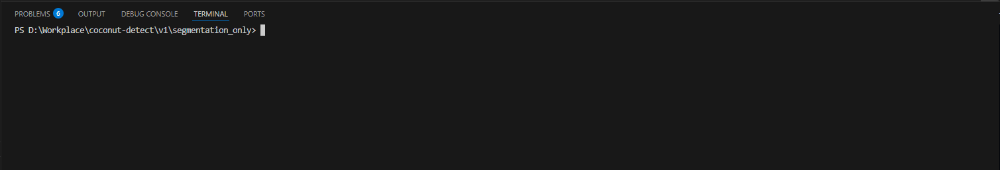 PROBLEMS 6 OUTPUT DEBUG CONSOLE TERMINAL PORTS
PS D:\Workplace\coconut-detect\v1\segmentation_only>